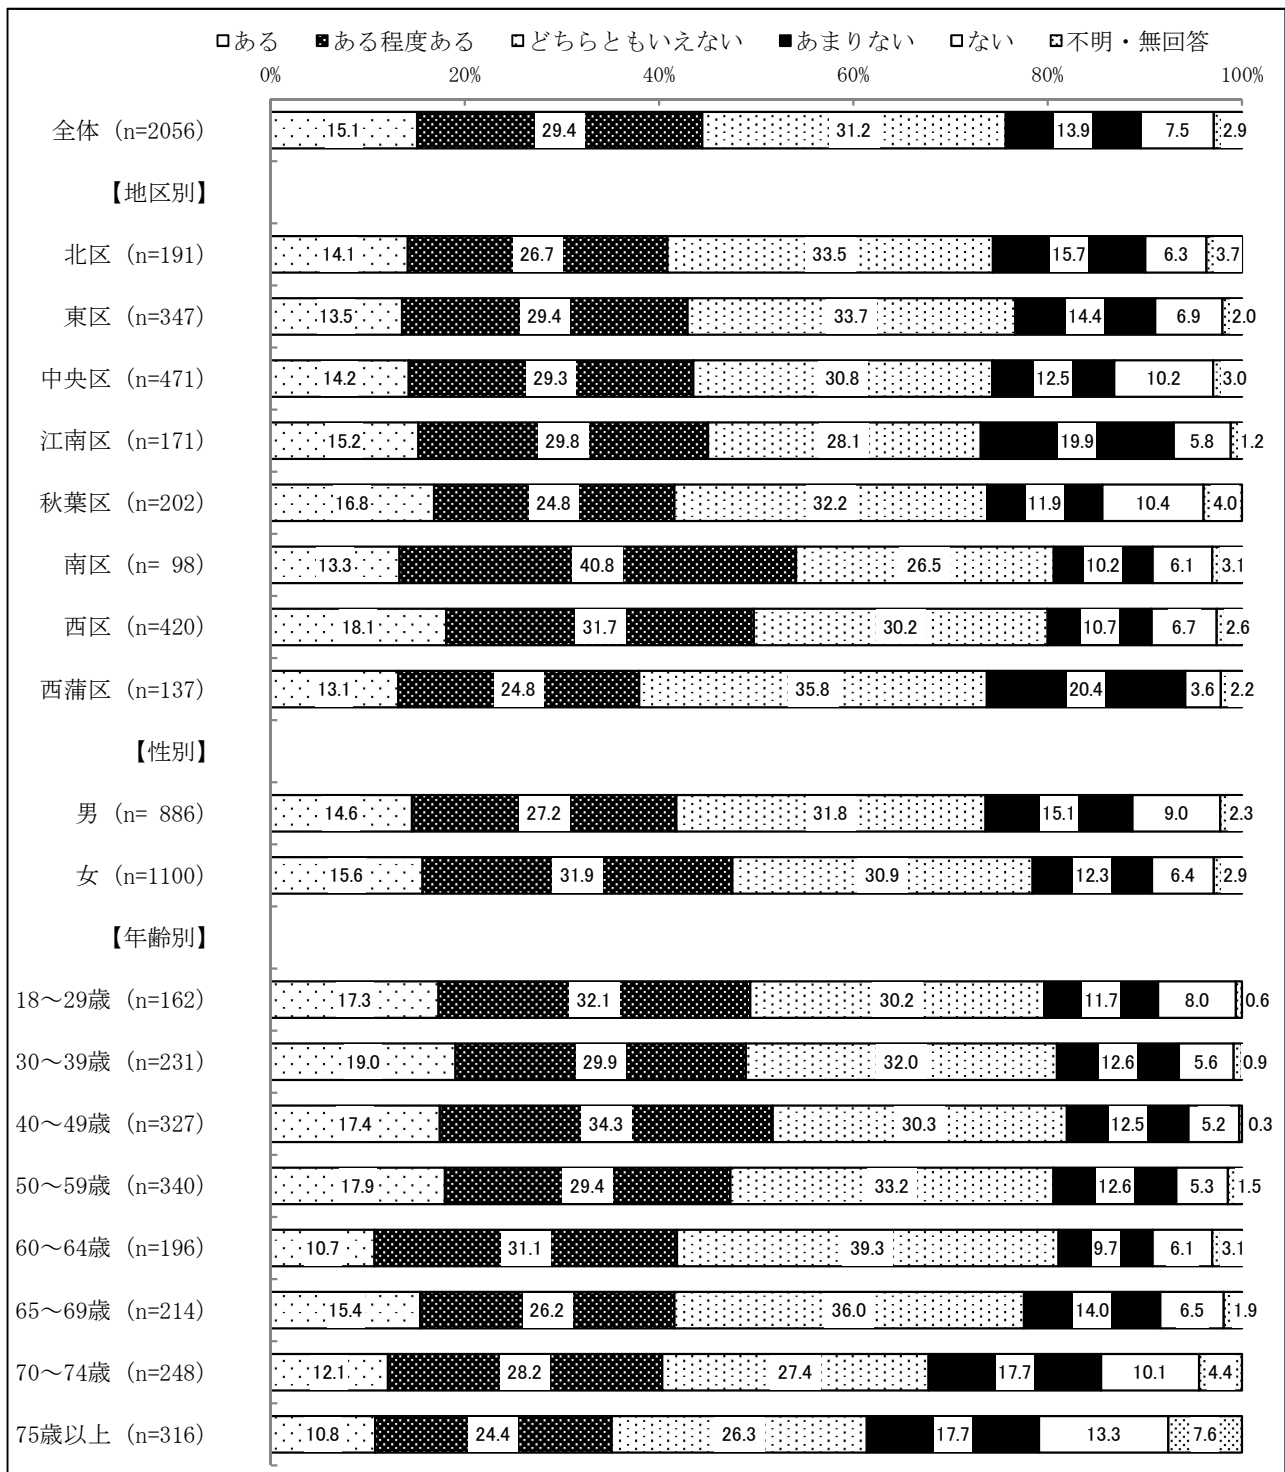 □ある ■ある程度ある □どちらともいえない ■あまりない □ない □不明・無回答
0% 20% 40% 60% 80% 100%
全体 (n=2056) 15.1 29.4 31.2 13.9 7.5 2.9
【地区別】
北区 (n=191) 14.1 26.7 33.5 15.7 6.3 3.7
東区 (n=347) 13.5 29.4 33.7 14.4 6.9 2.0
中央区 (n=471) 14.2 29.3 30.8 12.5 10.2 3.0
江南区 (n=171) 15.2 29.8 28.1 19.9 5.8 1.2
秋葉区 (n=202) 16.8 24.8 32.2 11.9 10.4 4.0
南区 (n= 98) 13.3 40.8 26.5 10.2 6.1 3.1
西区 (n=420) 18.1 31.7 30.2 10.7 6.7 2.6
西蒲区 (n=137) 13.1 24.8 35.8 20.4 3.6 2.2
【性別】
男 (n= 886) 14.6 27.2 31.8 15.1 9.0 2.3
女 (n=1100) 15.6 31.9 30.9 12.3 6.4 2.9
【年齢別】
18～29歳 (n=162) 17.3 32.1 30.2 11.7 8.0 0.6
30～39歳 (n=231) 19.0 29.9 32.0 12.6 5.6 0.9
40～49歳 (n=327) 17.4 34.3 30.3 12.5 5.2 0.3
50～59歳 (n=340) 17.9 29.4 33.2 12.6 5.3 1.5
60～64歳 (n=196) 10.7 31.1 39.3 9.7 6.1 3.1
65～69歳 (n=214) 15.4 26.2 36.0 14.0 6.5 1.9
70～74歳 (n=248) 12.1 28.2 27.4 17.7 10.1 4.4
75歳以上 (n=316) 10.8 24.4 26.3 17.7 13.3 7.6